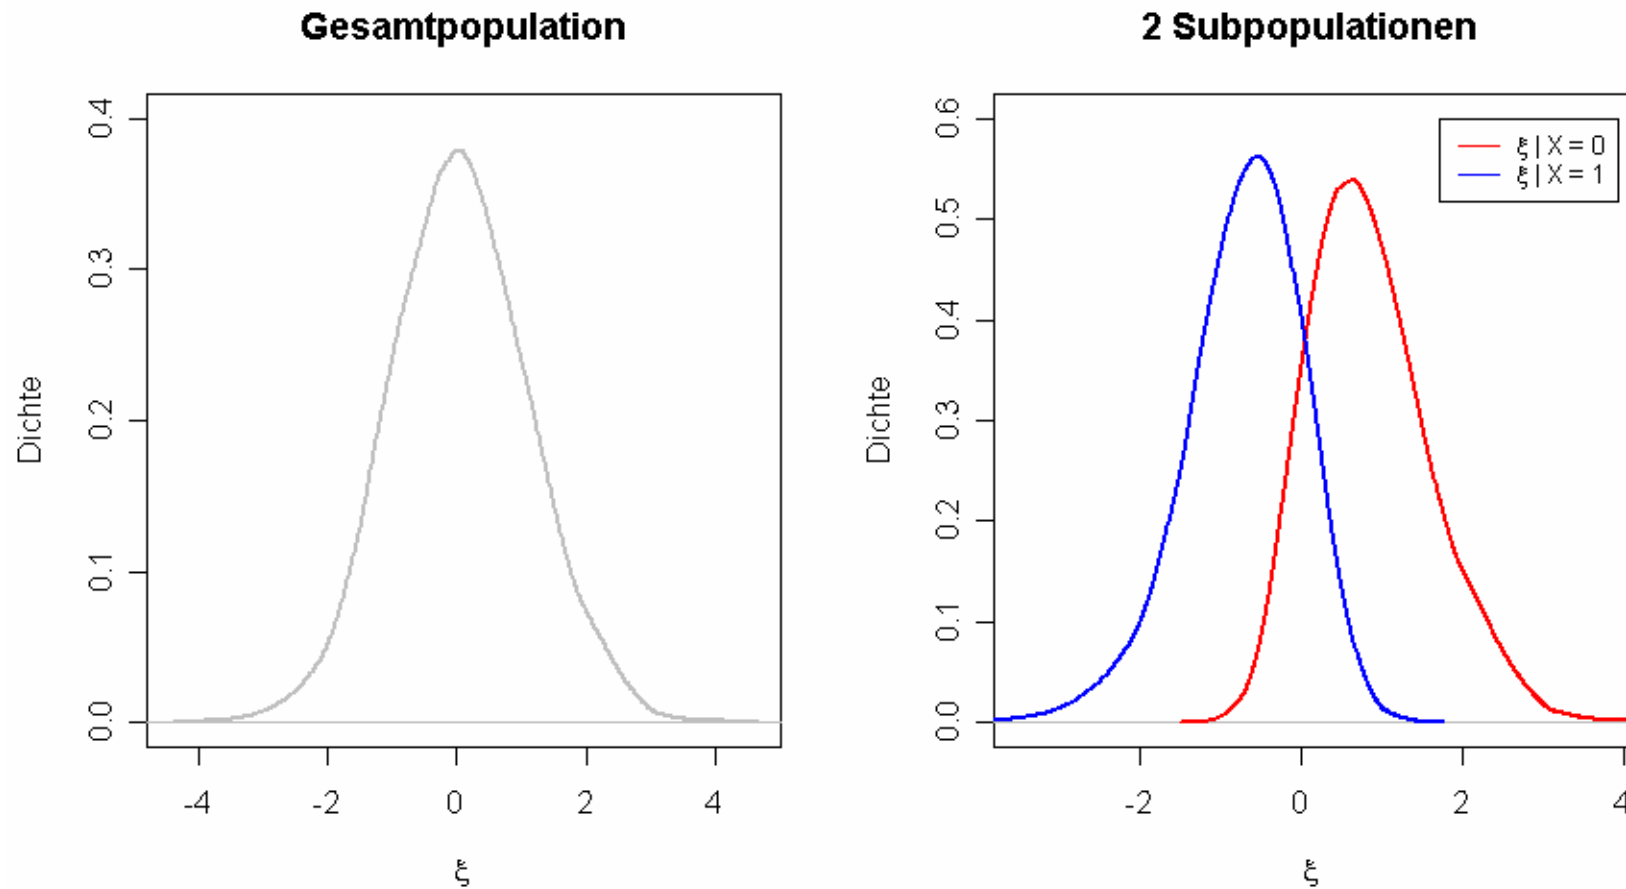 Gesamtpopulation
Dichte
0.0 0.1 0.2 0.3 0.4
-4 -2 0 2 4
ξ
2 Subpopulationen
Dichte
0.0 0.1 0.2 0.3 0.4 0.5 0.6
ξ | X = 0
ξ | X = 1
-2 0 2 4
ξ